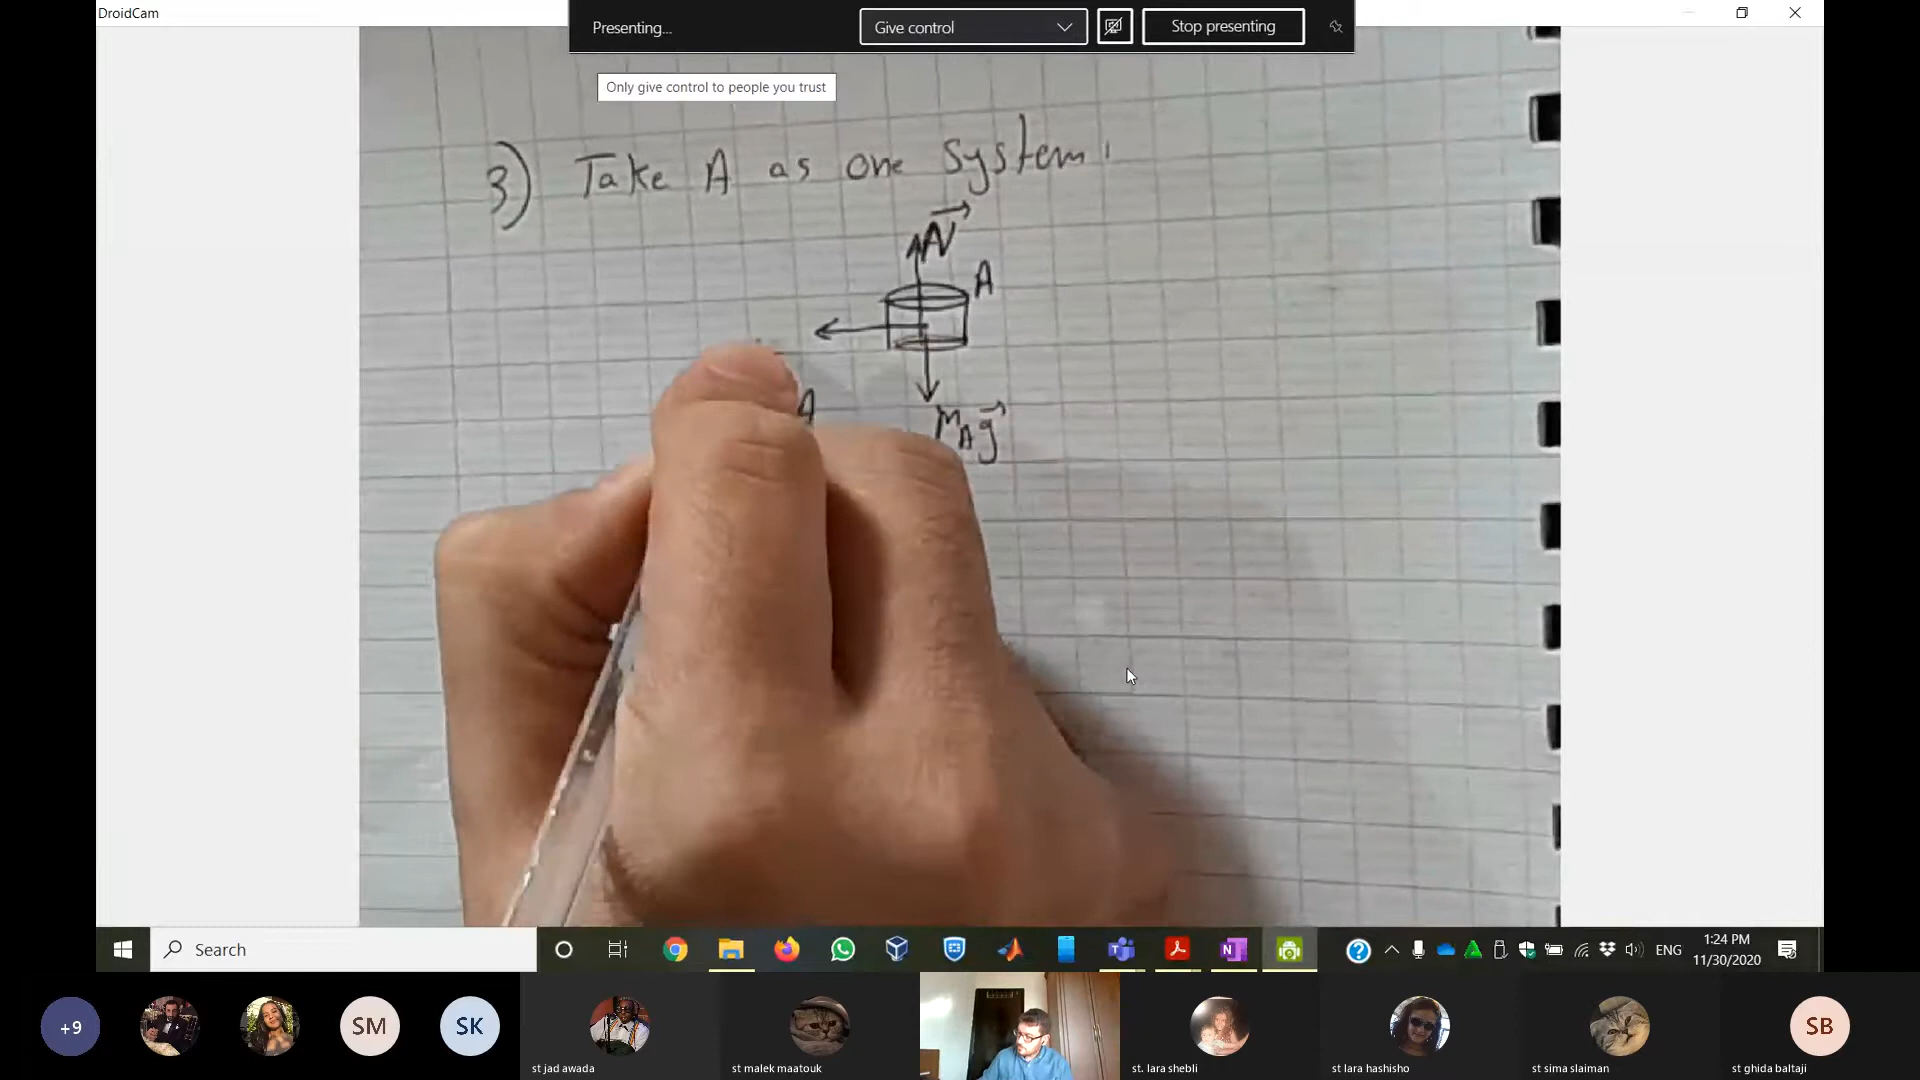 DroidCam
Presenting...
Give control
Stop presenting
Only give control to people you trust
3) Take A as one system
N
A
A
M_A g
Search
ENG
1:24 PM
11/30/2020
+9
SM
SK
st jad awada
st malek maatouk
st. lara shebli
st lara hashisho
st sima slaiman
SB
st ghida baltaji